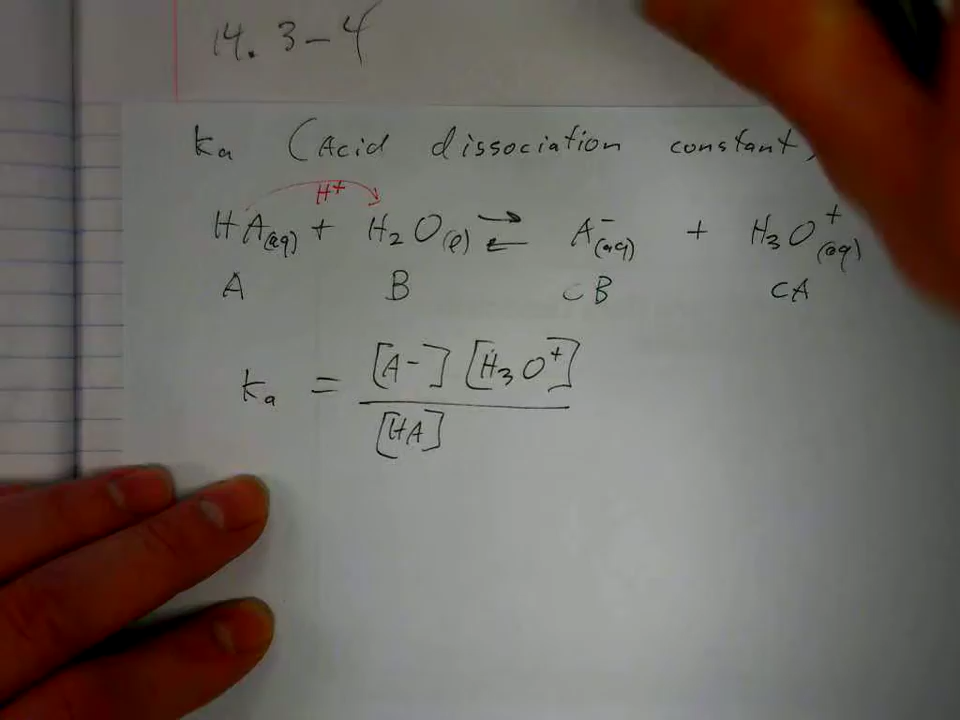 14. 3-4
Ka (Acid dissociation constant)
H+
HA(aq) + H₂O(l) ⇌ A⁻(aq) + H₃O⁺(aq)
A B CB CA
Ka = [A-] [H₃O⁺]
[HA]